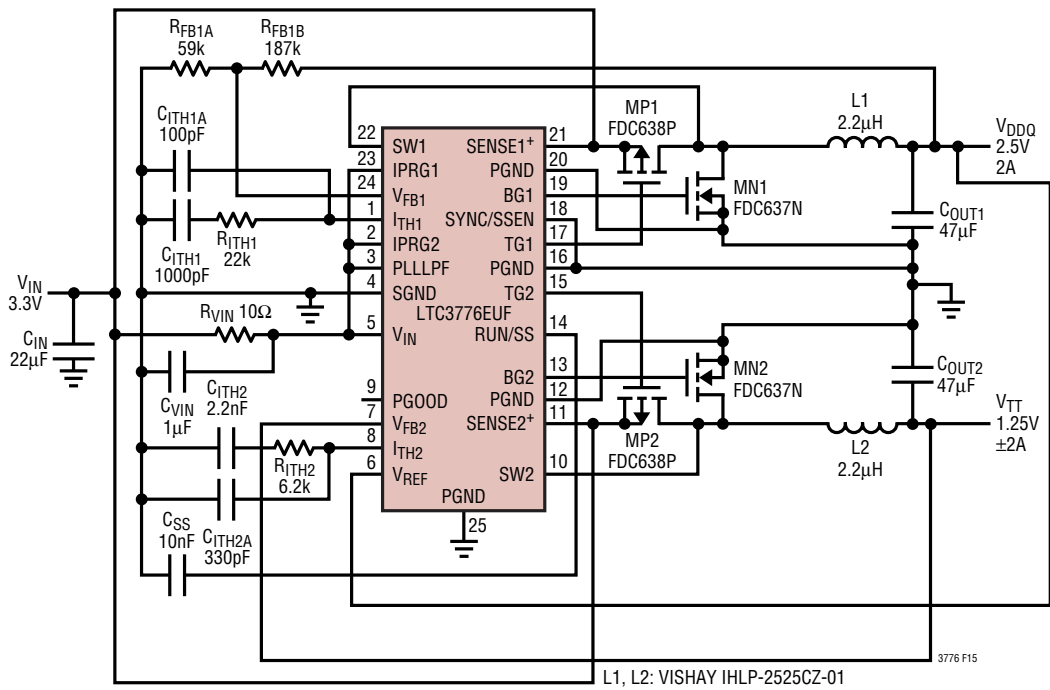 RFB1A
59k
RFB1B
187k
CITH1A
100pF
CITH1
1000pF
RITH1
22k
VIN
3.3V
CIN
22μF
RVIN 10Ω
CVIN
1μF
CITH2
2.2nF
RITH2
6.2k
CITH2A
330pF
CSS
10nF
22 SW1
23 IPRG1
24 VFB1
1 ITH1
2 IPRG2
3 PLLLPF
4 SGND
LTC3776EUF
5 VIN
9 PGOOD
7 VFB2
8 ITH2
6 VREF
SENSE1+ 21
PGND 20
BG1 19
SYNC/SSEN 18
TG1 17
PGND 16
TG2 15
RUN/SS 14
BG2 13
PGND 12
SENSE2+ 11
SW2 10
PGND
25
MP1
FDC638P
MN1
FDC637N
L1
2.2μH
VDDQ
2.5V
2A
COUT1
47μF
MN2
FDC637N
MP2
FDC638P
COUT2
47μF
L2
2.2μH
VTT
1.25V
±2A
3776 F15
L1, L2: VISHAY IHLP-2525CZ-01